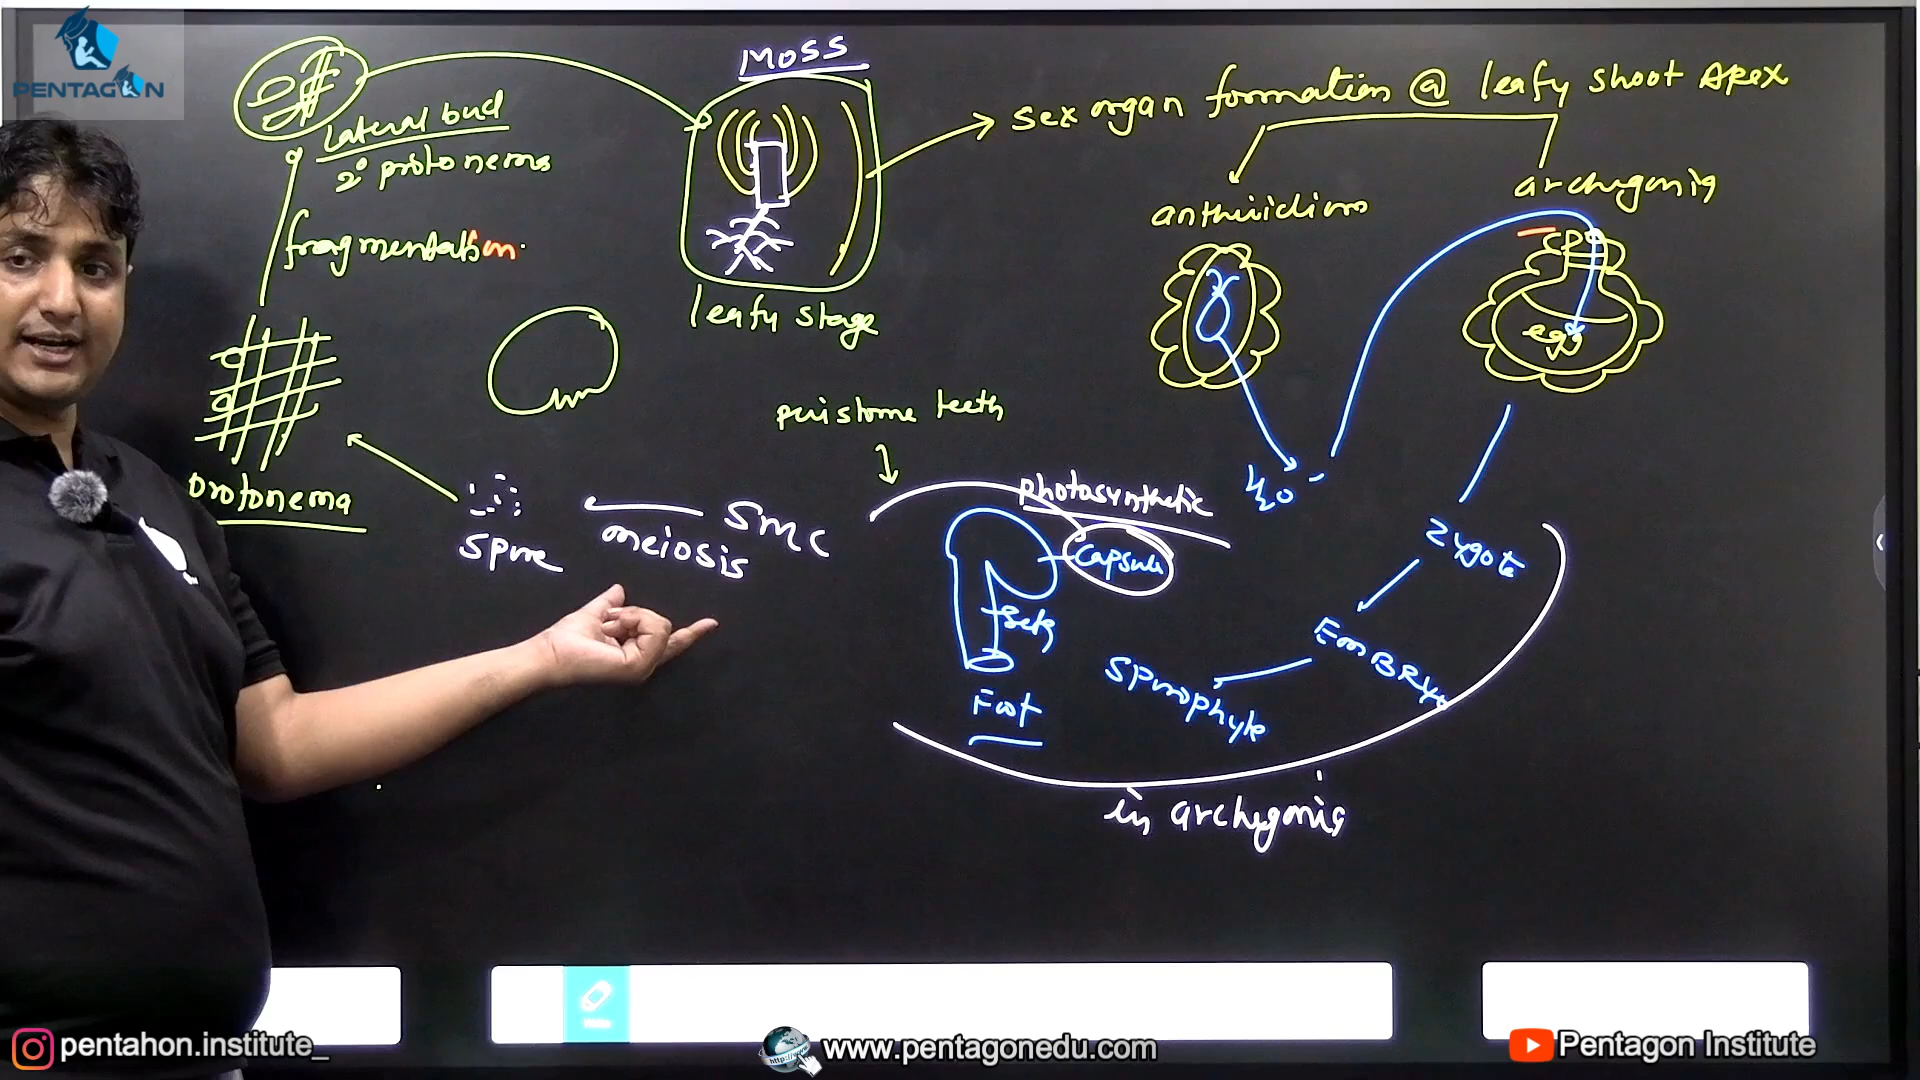 PENTAGON
MOSS
lateral bud
2° protonema
fragmentation
sex organ formation @ leafy shoot Apex
antheridium
archegonia
egg
leafy stage
peristome teeth
protonema
spore
meiosis
SMC
photosynthetic
capsule
seta
Foot
H2O
Zygote
EmBRyo
Sporophyte
in archegonia
pentahon.institute_
http://www
www.pentagonedu.com
Pentagon Institute